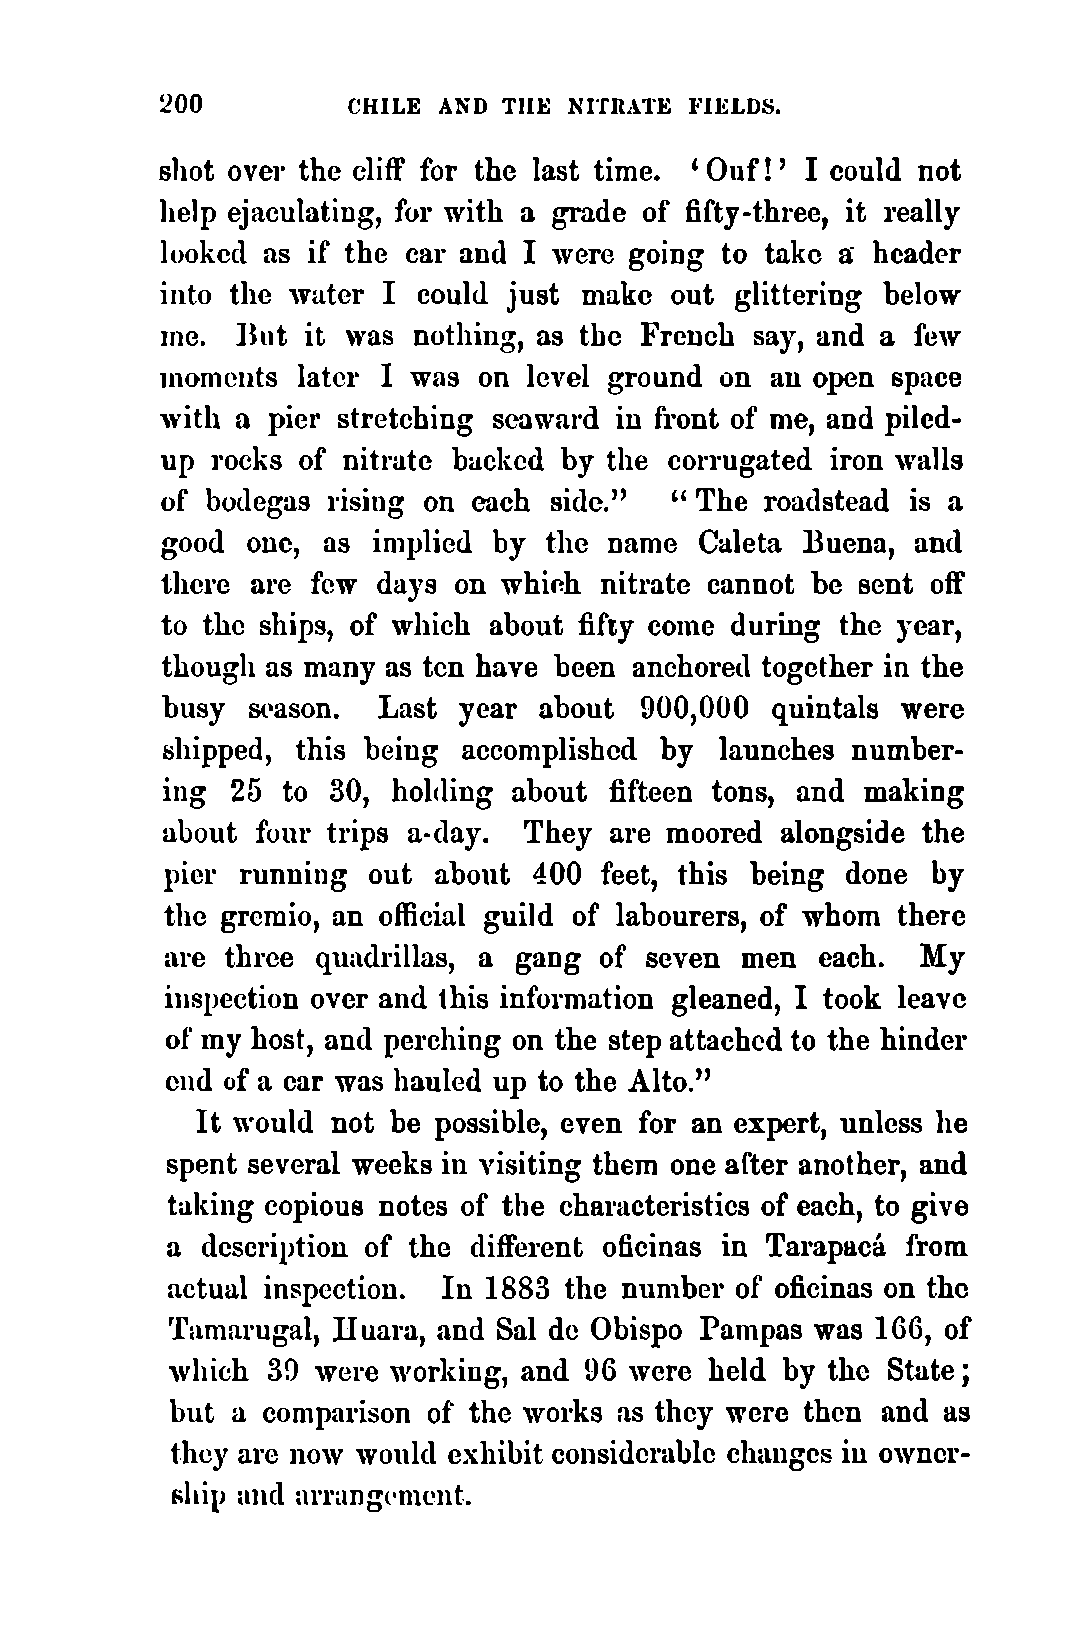 200 CHILE AND THE NITRATE FIELDS.
shot over the cliff for the last time. ‘Ouf!’ I could not
help ejaculating, for with a grade of fifty-three, it really
looked as if the car and I were going to take a header
into the water I could just make out glittering below
me. But it was nothing, as the French say, and a few
moments later I was on level ground on an open space
with a pier stretching seaward in front of me, and piled-
up rocks of nitrate backed by the corrugated iron walls
of bodegas rising on each side.” “The roadstead is a
good one, as implied by the name Caleta Buena, and
there are few days on which nitrate cannot be sent off
to the ships, of which about fifty come during the year,
though as many as ten have been anchored together in the
busy season. Last year about 900,000 quintals were
shipped, this being accomplished by launches number-
ing 25 to 30, holding about fifteen tons, and making
about four trips a-day. They are moored alongside the
pier running out about 400 feet, this being done by
the gremio, an official guild of labourers, of whom there
are three quadrillas, a gang of seven men each. My
inspection over and this information gleaned, I took leave
of my host, and perching on the step attached to the hinder
end of a car was hauled up to the Alto.”
It would not be possible, even for an expert, unless he
spent several weeks in visiting them one after another, and
taking copious notes of the characteristics of each, to give
a description of the different oficinas in Tarapacá from
actual inspection. In 1883 the number of oficinas on the
Tamarugal, Huara, and Sal de Obispo Pampas was 166, of
which 39 were working, and 96 were held by the State;
but a comparison of the works as they were then and as
they are now would exhibit considerable changes in owner-
ship and arrangement.